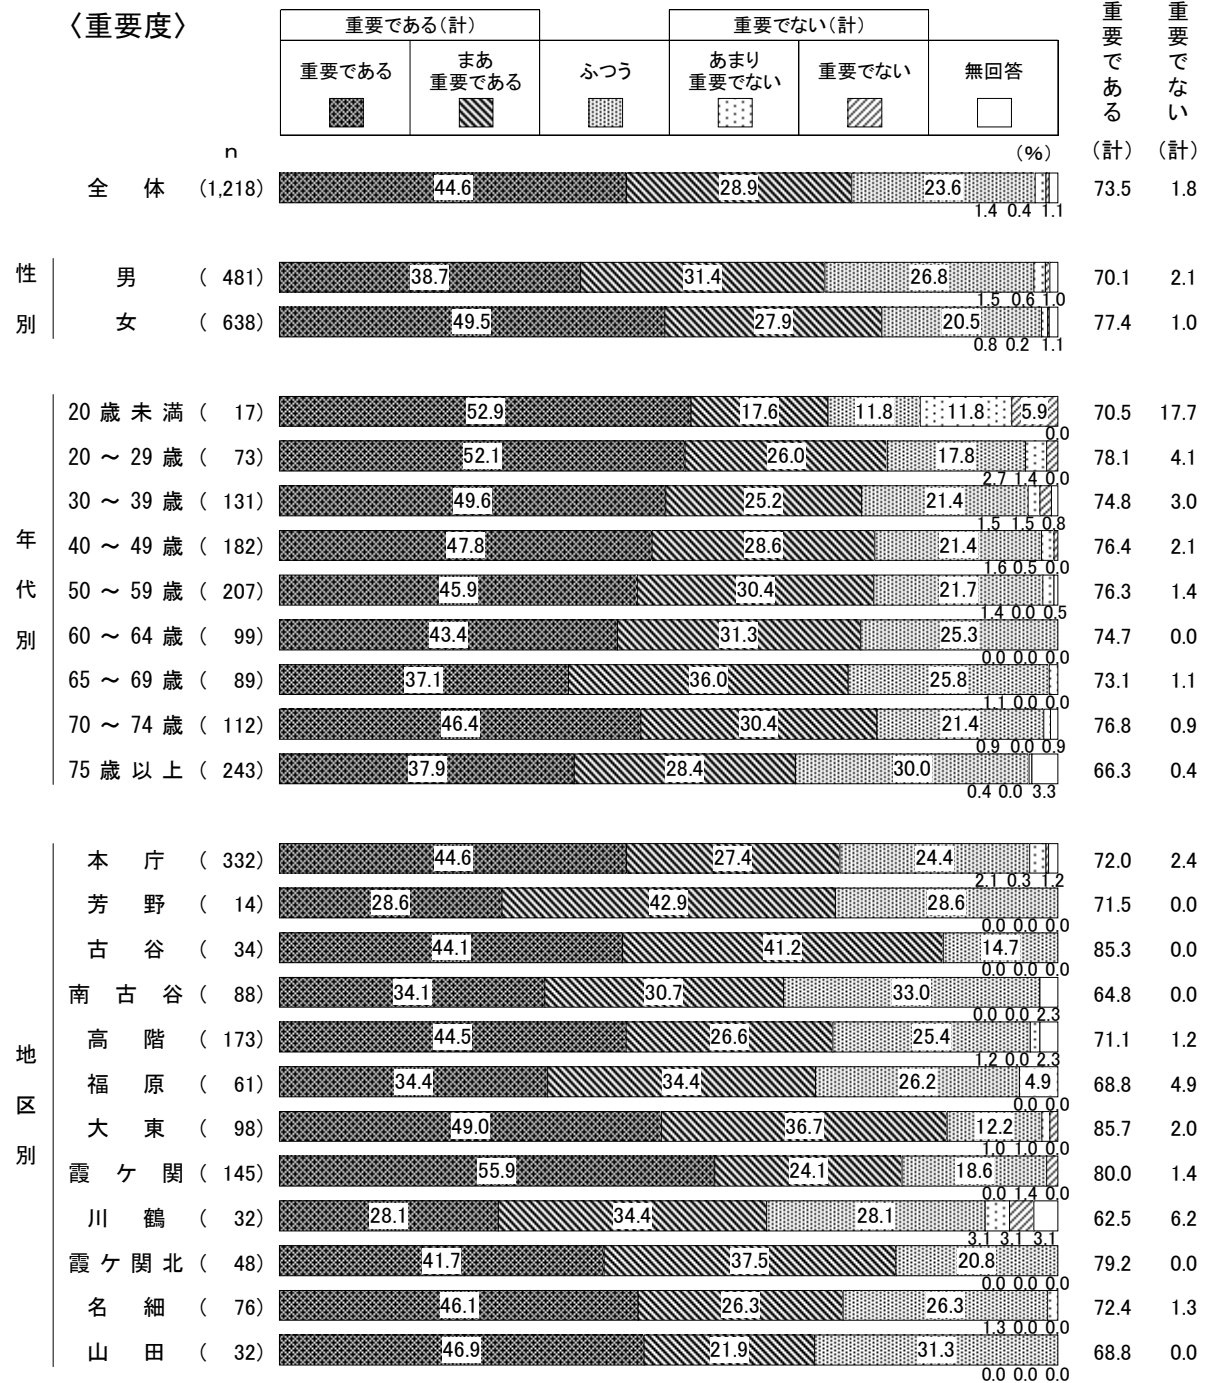 〈重要度〉
重要である(計)
重要でない(計)
重要である
まあ
重要である
ふつう
あまり
重要でない
重要でない
無回答
重要である(計)
重要でない(計)
n
(%)
全体 (1,218) 44.6 28.9 23.6 1.4 0.4 1.1 73.5 1.8
性別
男 ( 481) 38.7 31.4 26.8 1.5 0.6 1.0 70.1 2.1
女 ( 638) 49.5 27.9 20.5 0.8 0.2 1.1 77.4 1.0
年代別
20歳未満 ( 17) 52.9 17.6 11.8 11.8 5.9 0.0 70.5 17.7
20～29歳 ( 73) 52.1 26.0 17.8 2.7 1.4 0.0 78.1 4.1
30～39歳 ( 131) 49.6 25.2 21.4 1.5 1.5 0.8 74.8 3.0
40～49歳 ( 182) 47.8 28.6 21.4 1.6 0.5 0.0 76.4 2.1
50～59歳 ( 207) 45.9 30.4 21.7 1.4 0.0 0.5 76.3 1.4
60～64歳 ( 99) 43.4 31.3 25.3 0.0 0.0 0.0 74.7 0.0
65～69歳 ( 89) 37.1 36.0 25.8 1.1 0.0 0.0 73.1 1.1
70～74歳 ( 112) 46.4 30.4 21.4 0.9 0.0 0.9 76.8 0.9
75歳以上 ( 243) 37.9 28.4 30.0 0.4 0.0 3.3 66.3 0.4
地区別
本庁 ( 332) 44.6 27.4 24.4 2.1 0.3 1.2 72.0 2.4
芳野 ( 14) 28.6 42.9 28.6 0.0 0.0 0.0 71.5 0.0
古谷 ( 34) 44.1 41.2 14.7 0.0 0.0 0.0 85.3 0.0
南古谷 ( 88) 34.1 30.7 33.0 0.0 0.0 2.3 64.8 0.0
高階 ( 173) 44.5 26.6 25.4 1.2 0.0 2.3 71.1 1.2
福原 ( 61) 34.4 34.4 26.2 4.9 0.0 0.0 68.8 4.9
大東 ( 98) 49.0 36.7 12.2 1.0 1.0 0.0 85.7 2.0
霞ケ関 ( 145) 55.9 24.1 18.6 0.0 1.4 0.0 80.0 1.4
川鶴 ( 32) 28.1 34.4 28.1 3.1 3.1 3.1 62.5 6.2
霞ケ関北 ( 48) 41.7 37.5 20.8 0.0 0.0 0.0 79.2 0.0
名細 ( 76) 46.1 26.3 26.3 1.3 0.0 0.0 72.4 1.3
山田 ( 32) 46.9 21.9 31.3 0.0 0.0 0.0 68.8 0.0